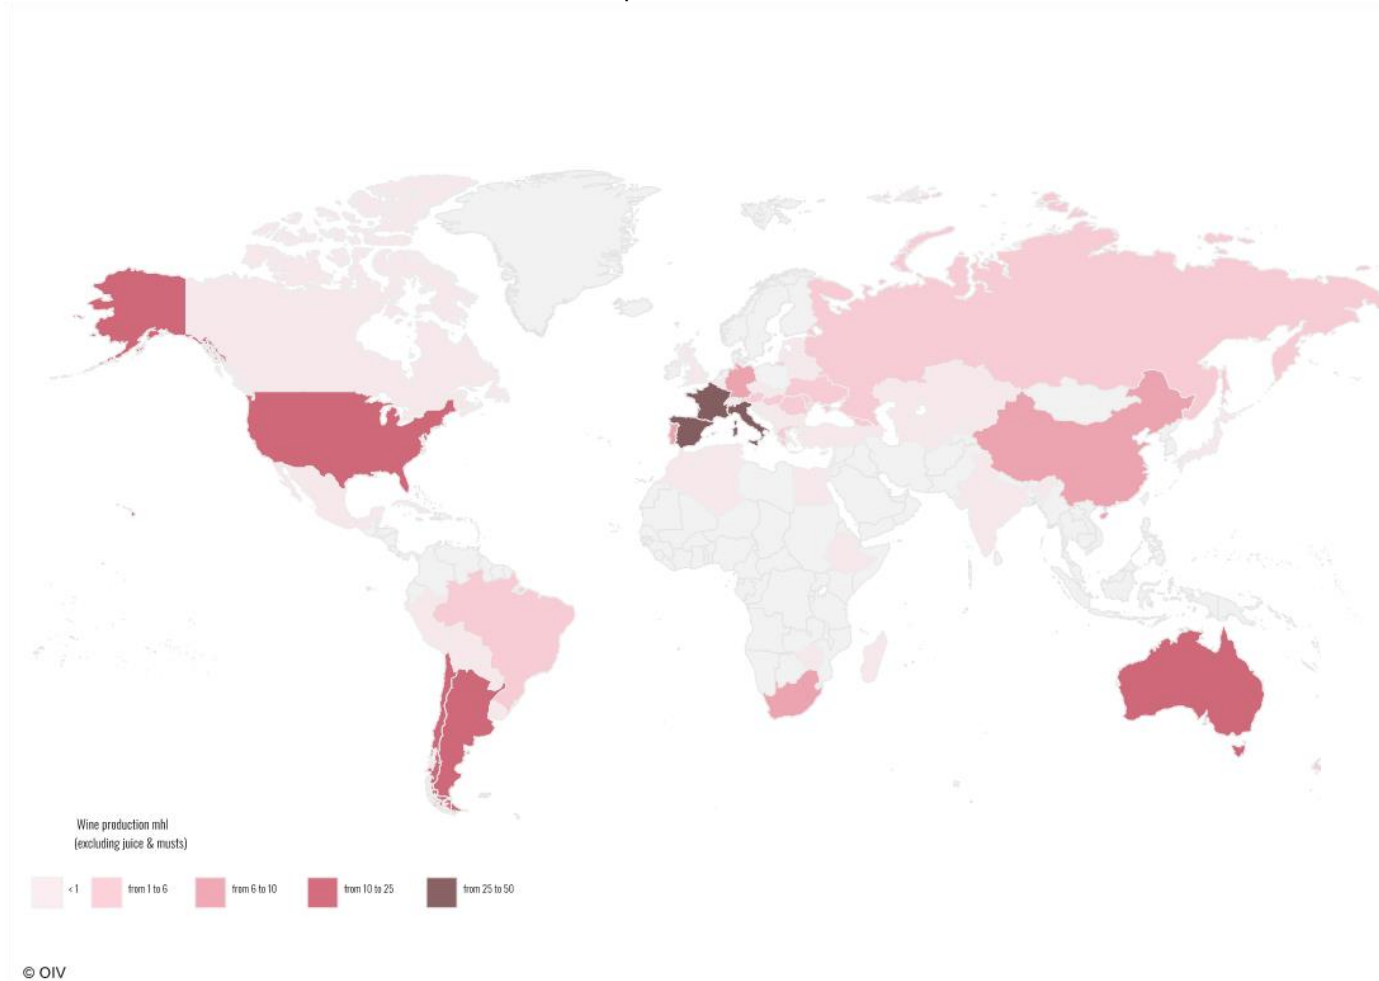 Wine production mhl
(excluding juice & musts)
< 1
from 1 to 6
from 6 to 10
from 10 to 25
from 25 to 50
© OIV